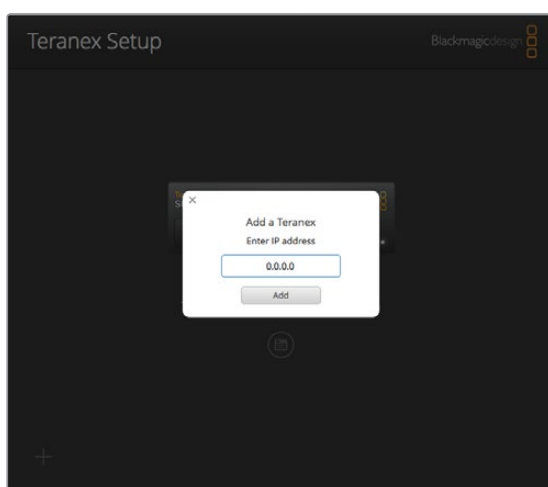 Teranex Setup
Blackmagicdesign
Add a Teranex
Enter IP address
0.0.0.0
Add